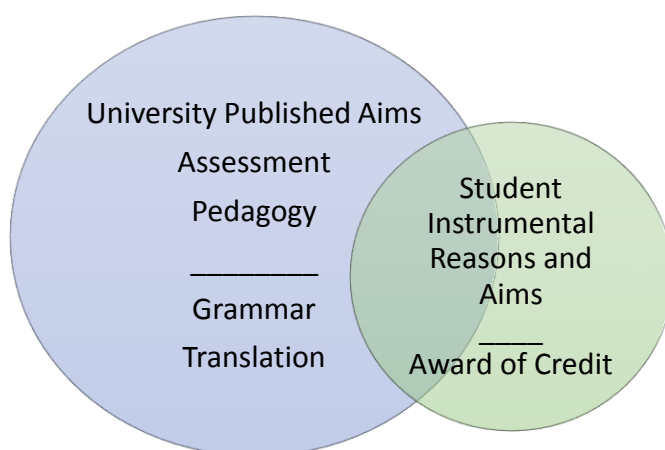 University Published Aims
Assessment
Pedagogy
________
Grammar
Translation
Student
Instrumental
Reasons and
Aims
____
Award of Credit